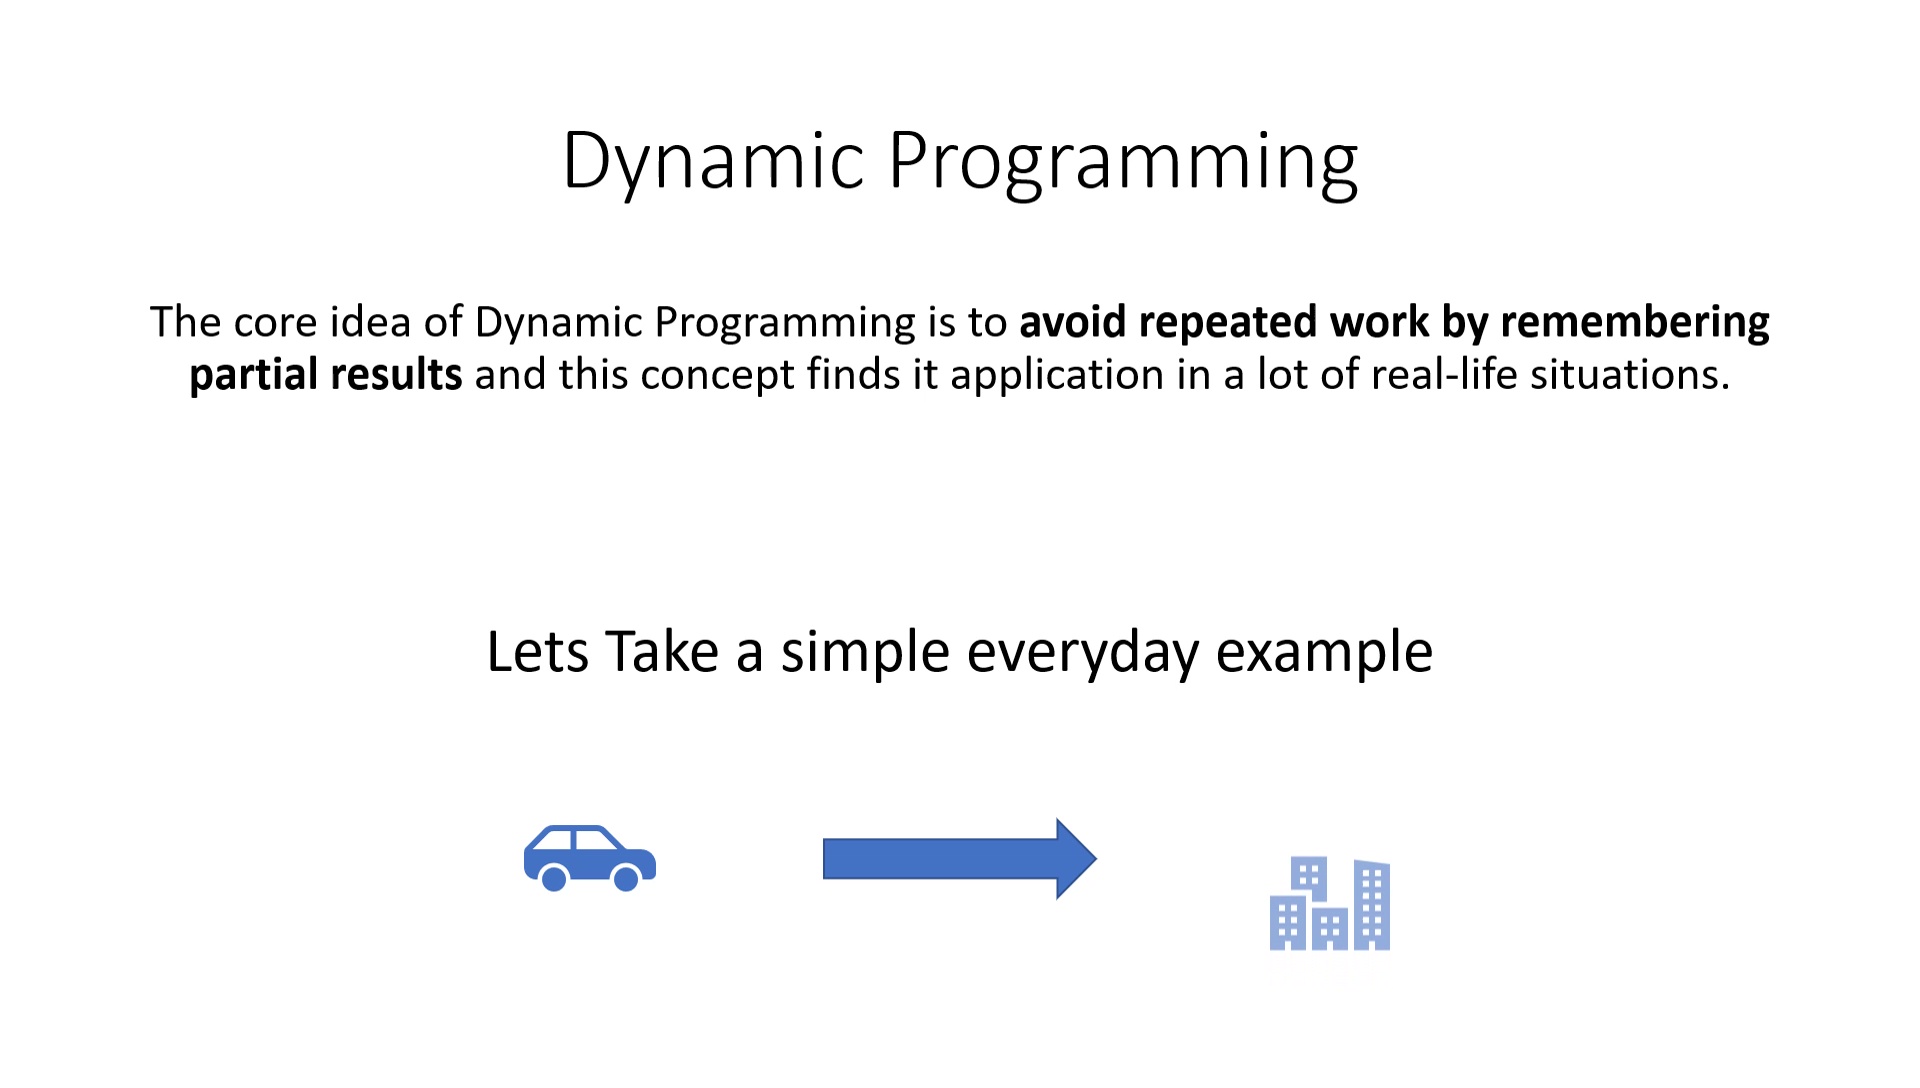 Dynamic Programming
The core idea of Dynamic Programming is to avoid repeated work by remembering
partial results and this concept finds it application in a lot of real-life situations.
Lets Take a simple everyday example